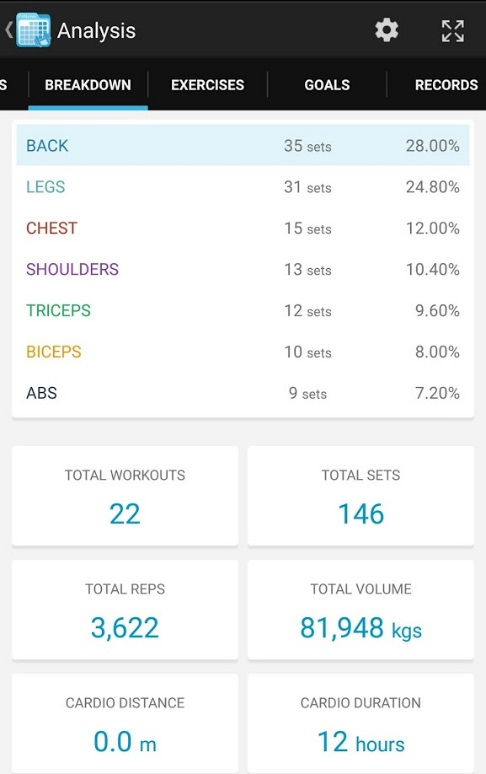 Analysis
S BREAKDOWN EXERCISES GOALS RECORDS
BACK 35 sets 28.00%
LEGS 31 sets 24.80%
CHEST 15 sets 12.00%
SHOULDERS 13 sets 10.40%
TRICEPS 12 sets 9.60%
BICEPS 10 sets 8.00%
ABS 9 sets 7.20%
TOTAL WORKOUTS TOTAL SETS
22 146
TOTAL REPS TOTAL VOLUME
3,622 81,948 kgs
CARDIO DISTANCE CARDIO DURATION
0.0 m 12 hours